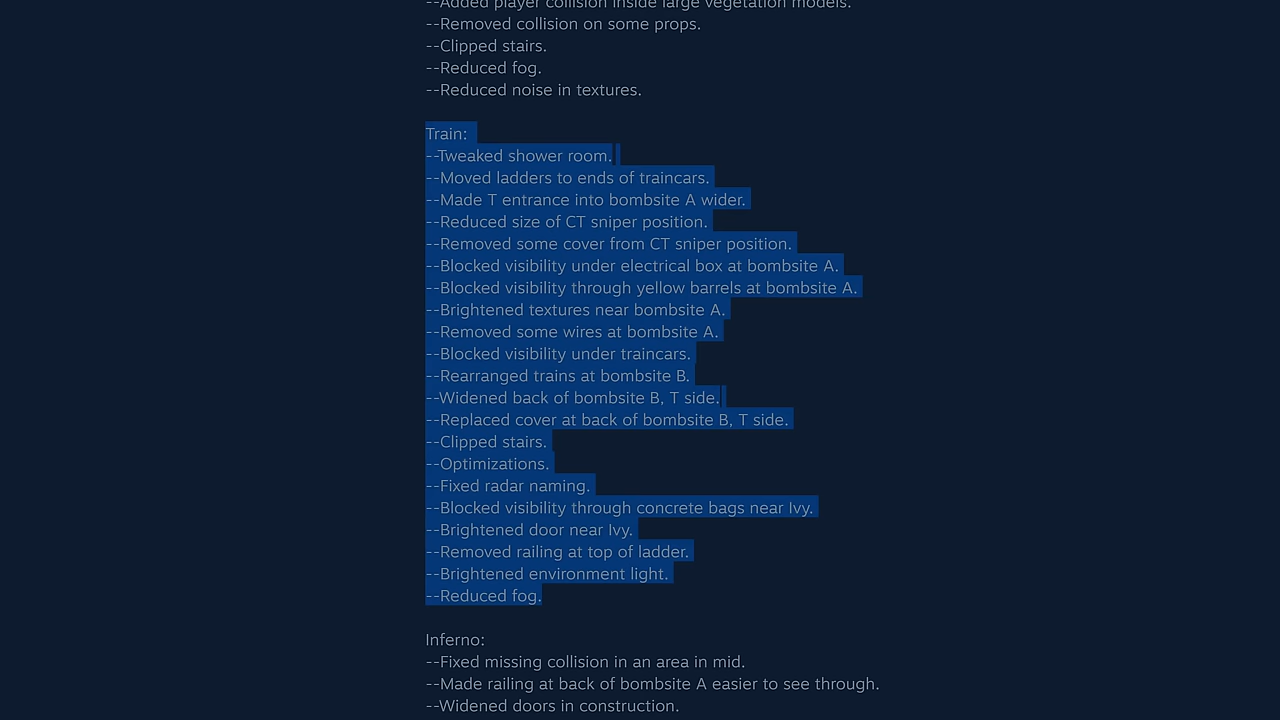 --Added player collision inside large vegetation models.
--Removed collision on some props.
--Clipped stairs.
--Reduced fog.
--Reduced noise in textures.
Train:
--Tweaked shower room.
--Moved ladders to ends of traincars.
--Made T entrance into bombsite A wider.
--Reduced size of CT sniper position.
--Removed some cover from CT sniper position.
--Blocked visibility under electrical box at bombsite A.
--Blocked visibility through yellow barrels at bombsite A.
--Brightened textures near bombsite A.
--Removed some wires at bombsite A.
--Blocked visibility under traincars.
--Rearranged trains at bombsite B.
--Widened back of bombsite B, T side.
--Replaced cover at back of bombsite B, T side.
--Clipped stairs.
--Optimizations.
--Fixed radar naming.
--Blocked visibility through concrete bags near Ivy.
--Brightened door near Ivy.
--Removed railing at top of ladder.
--Brightened environment light.
--Reduced fog.
Inferno:
--Fixed missing collision in an area in mid.
--Made railing at back of bombsite A easier to see through.
--Widened doors in construction.